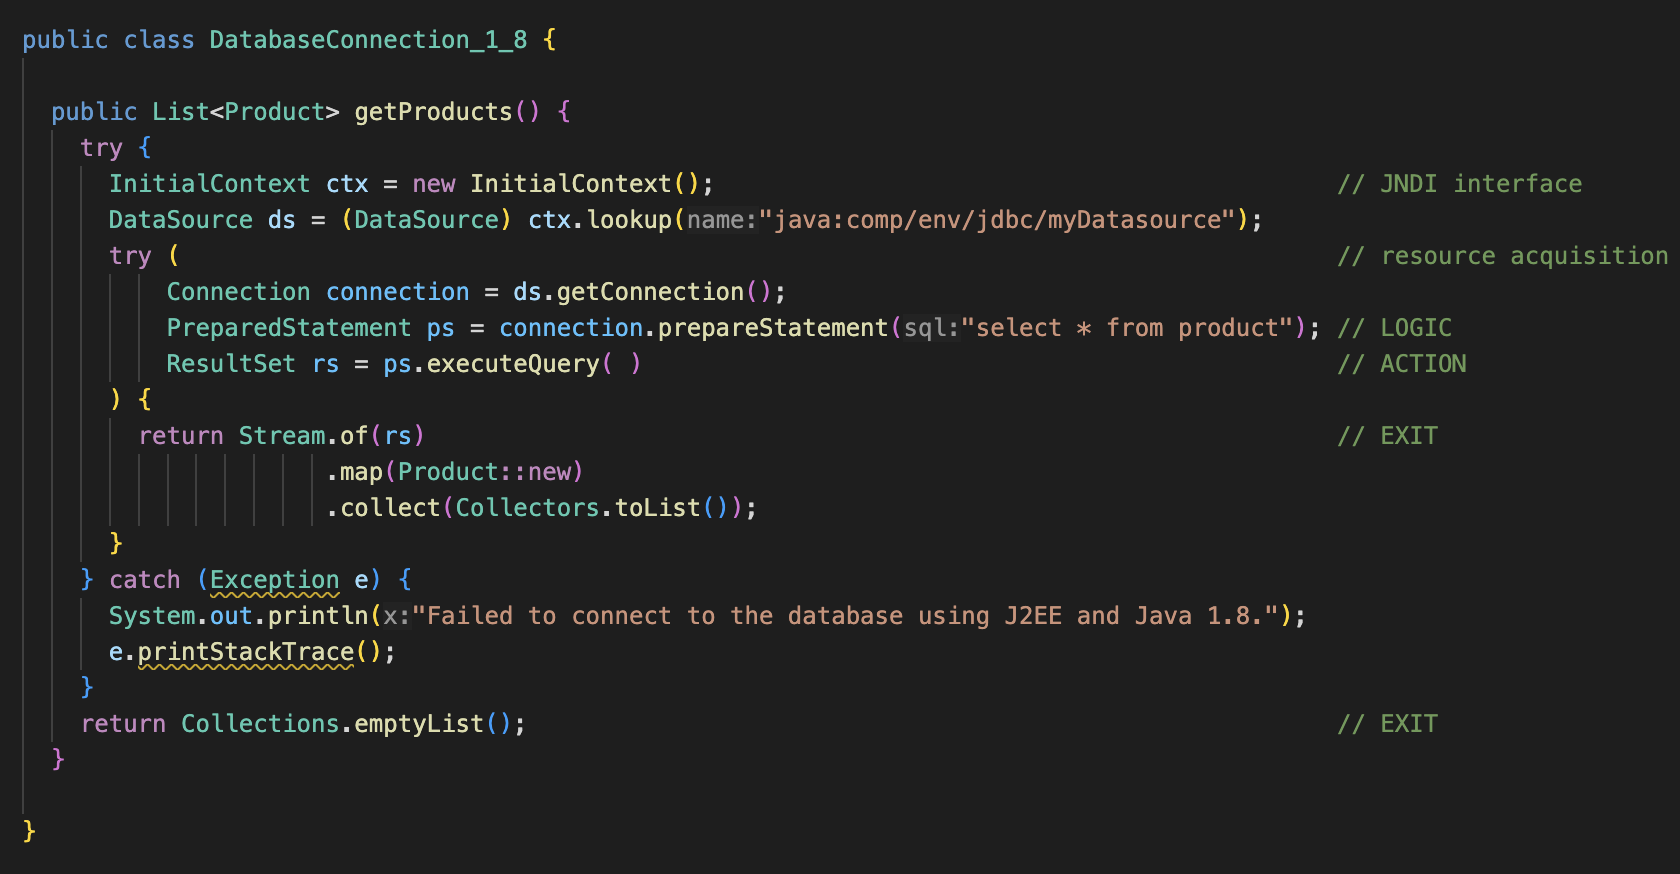 public class DatabaseConnection_1_8 {
public List<Product> getProducts() {
try {
InitialContext ctx = new InitialContext(); // JNDI interface
DataSource ds = (DataSource) ctx.lookup(name:"java:comp/env/jdbc/myDatasource");
try ( // resource acquisition
Connection connection = ds.getConnection();
PreparedStatement ps = connection.prepareStatement(sql:"select * from product"); // LOGIC
ResultSet rs = ps.executeQuery( ) // ACTION
) {
return Stream.of(rs) // EXIT
.map(Product::new)
.collect(Collectors.toList());
}
} catch (Exception e) {
System.out.println(x:"Failed to connect to the database using J2EE and Java 1.8.");
e.printStackTrace();
}
return Collections.emptyList(); // EXIT
}
}